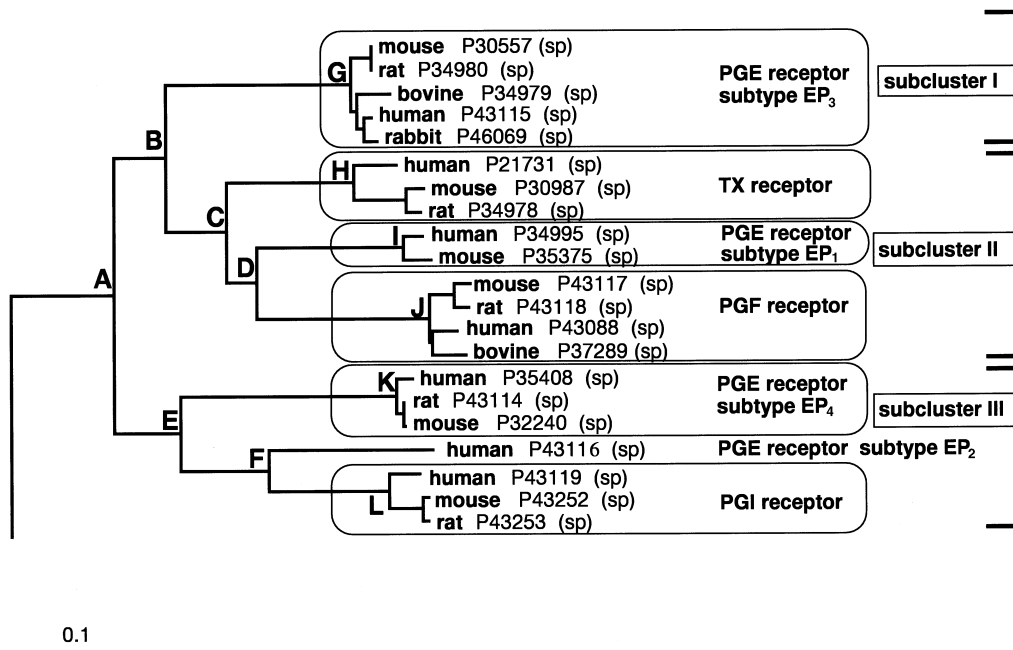 mouse P30557 (sp)
G
rat P34980 (sp)
PGE receptor
subtype EP3
subcluster I
bovine P34979 (sp)
human P43115 (sp)
rabbit P46069 (sp)
B
human P21731 (sp)
H
mouse P30987 (sp)
TX receptor
rat P34978 (sp)
C
I
human P34995 (sp)
PGE receptor
subtype EP1
subcluster II
mouse P35375 (sp)
D
A
mouse P43117 (sp)
J
rat P43118 (sp)
PGF receptor
human P43088 (sp)
bovine P37289 (sp)
K
human P35408 (sp)
PGE receptor
subtype EP4
subcluster III
rat P43114 (sp)
mouse P32240 (sp)
E
human P43116 (sp)
PGE receptor subtype EP2
F
human P43119 (sp)
L
mouse P43252 (sp)
PGI receptor
rat P43253 (sp)
0.1